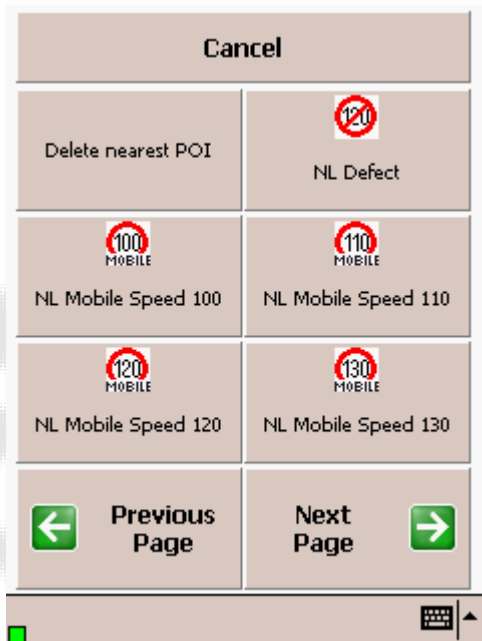 Cancel
Delete nearest POI
120
NL Defect
100
MOBILE
NL Mobile Speed 100
110
MOBILE
NL Mobile Speed 110
120
MOBILE
NL Mobile Speed 120
130
MOBILE
NL Mobile Speed 130
Previous
Page
Next
Page